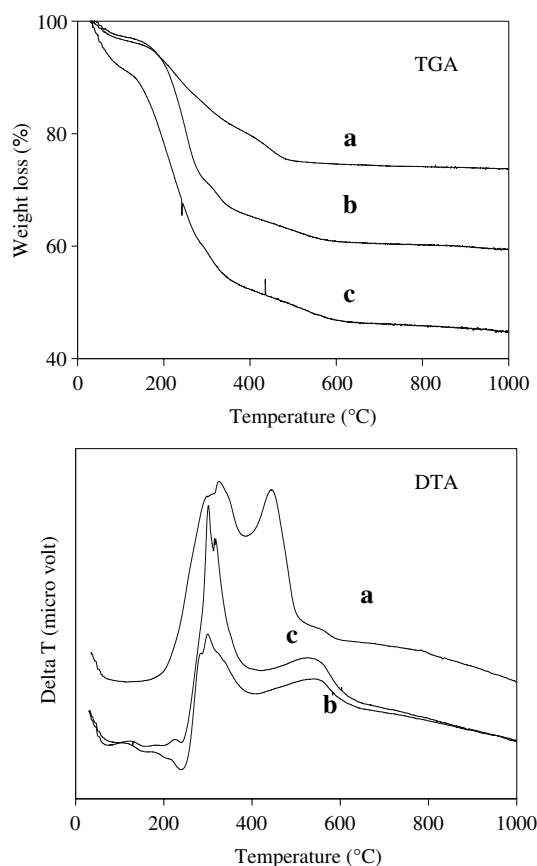 100
TGA
80
a
Weight loss (%)
b
60
c
40
0 200 400 600 800 1000
Temperature (°C)
DTA
a
Delta T (micro volt)
c
b
0 200 400 600 800 1000
Temperature (°C)